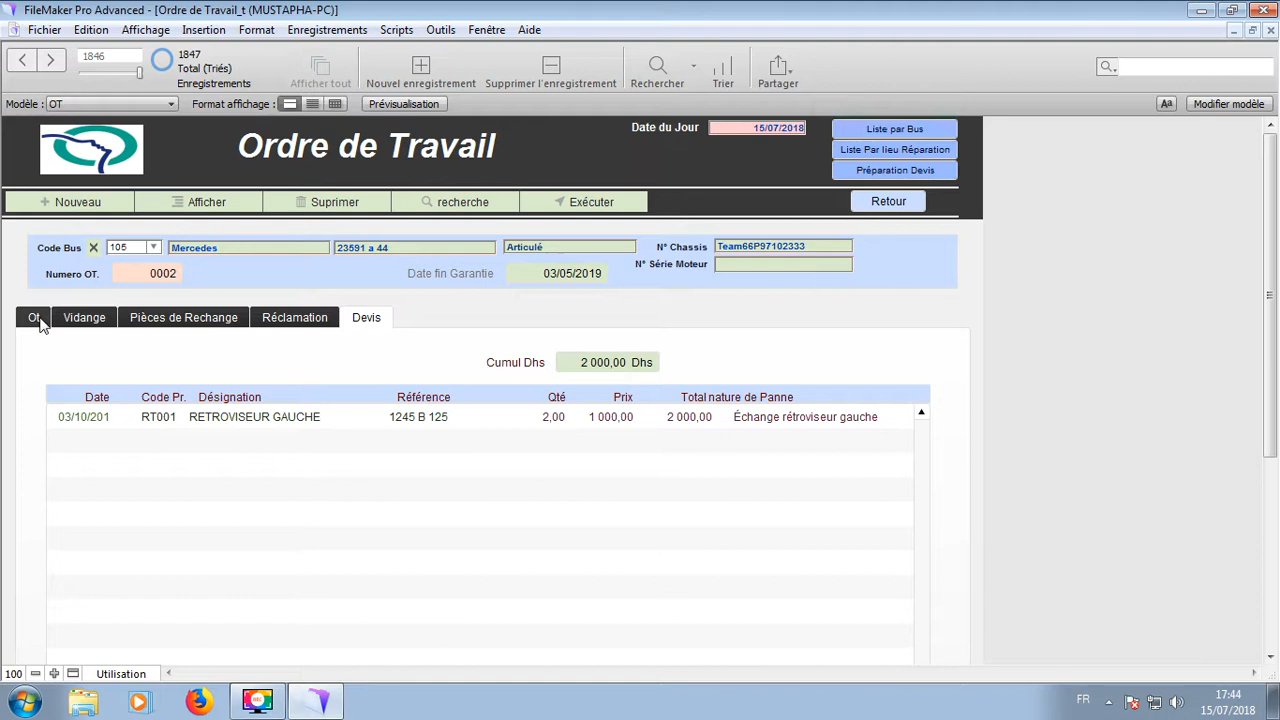 FileMaker Pro Advanced - [Ordre de Travail_t (MUSTAPHA-PC)]
Fichier Edition Affichage Insertion Format Enregistrements Scripts Outils Fenêtre Aide
1846
1847
Total (Triés)
Enregistrements
Afficher tout
Nouvel enregistrement
Supprimer l'enregistrement
Rechercher
Trier
Partager
Modèle : OT
Format affichage :
Prévisualisation
Aa
Modifier modèle
Ordre de Travail
Date du Jour 15/07/2018
Liste par Bus
Liste Par lieu Réparation
Préparation Devis
Nouveau
Afficher
Suprimer
recherche
Exécuter
Retour
Code Bus 105 Mercedes 23591 a 44 Articulé N° Chassis Team66P97102333
N° Série Moteur
Numero OT. 0002 Date fin Garantie 03/05/2019
Ot Vidange Pièces de Rechange Réclamation Devis
Cumul Dhs 2 000,00 Dhs
Date Code Pr. Désignation Référence Qté Prix Total nature de Panne
03/10/201 RT001 RETROVISEUR GAUCHE 1245 B 125 2,00 1 000,00 2 000,00 Échange rétroviseur gauche
100 Utilisation
FR
17:44
15/07/2018